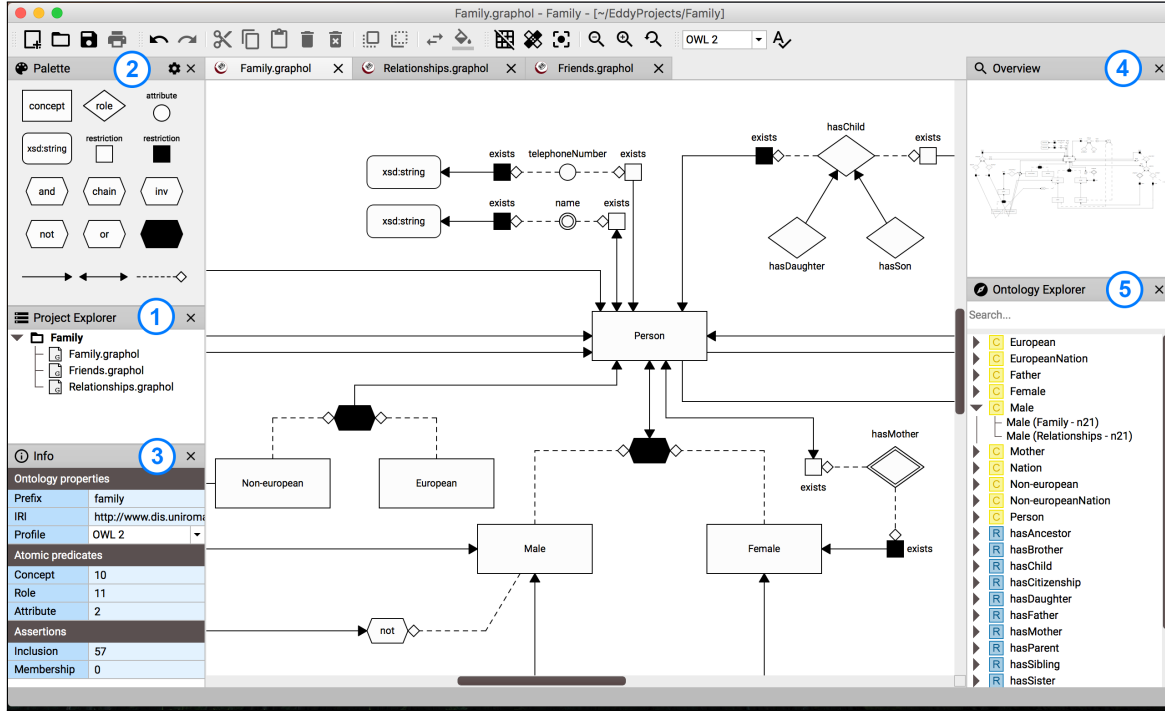 Family.graphol - Family - [~/EddyProjects/Family]
OWL 2
Palette
2
Family.graphol
Relationships.graphol
Friends.graphol
Overview
4
concept
role
attribute
xsd:string
restriction
restriction
and
chain
inv
not
or
Project Explorer
1
Family
Family.graphol
Friends.graphol
Relationships.graphol
Info
3
Ontology properties
Prefix family
IRI http://www.dis.uniroma
Profile OWL 2
Atomic predicates
Concept 10
Role 11
Attribute 2
Assertions
Inclusion 57
Membership 0
hasChild
exists
exists
hasDaughter
hasSon
xsd:string
exists
telephoneNumber
exists
xsd:string
exists
name
exists
Person
Non-european
European
hasMother
exists
exists
Male
Female
not
Ontology Explorer
5
Search...
C European
C EuropeanNation
C Father
C Female
C Male
Male (Family - n21)
Male (Relationships - n21)
C Mother
C Nation
C Non-european
C Non-europeanNation
C Person
R hasAncestor
R hasBrother
R hasChild
R hasCitizenship
R hasDaughter
R hasFather
R hasMother
R hasParent
R hasSibling
R hasSister